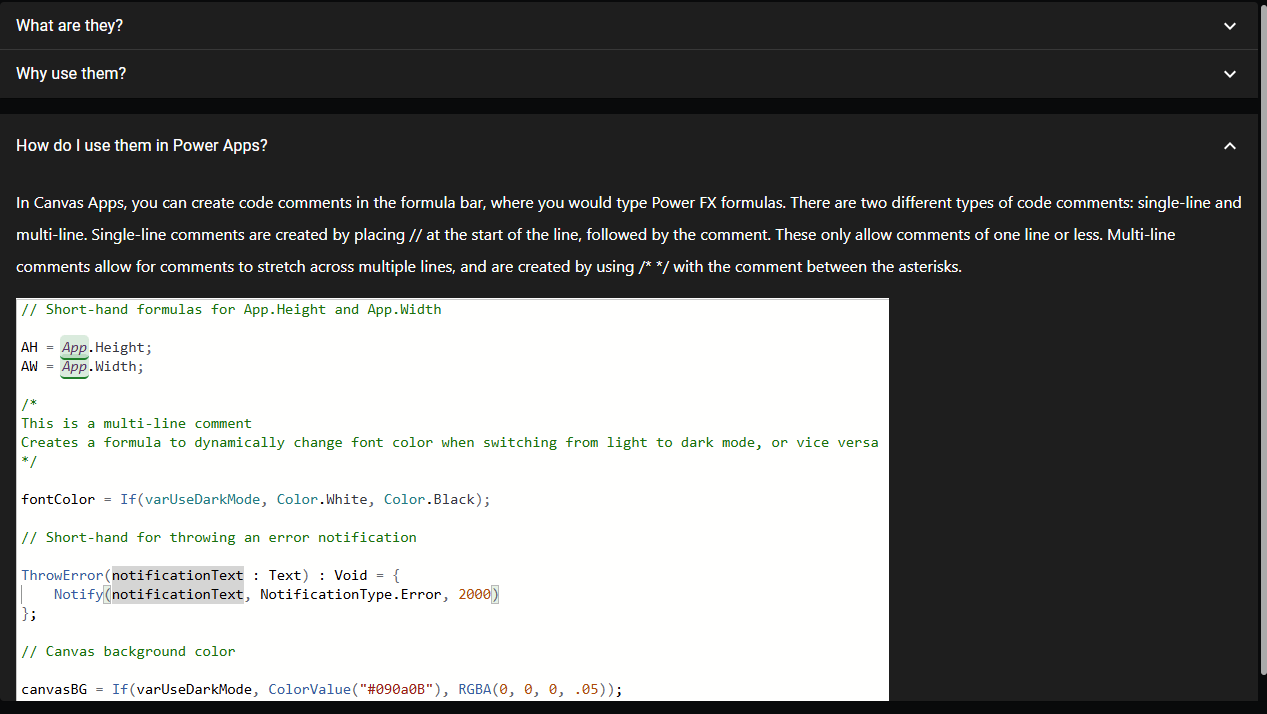 What are they?
Why use them?
How do I use them in Power Apps?
In Canvas Apps, you can create code comments in the formula bar, where you would type Power FX formulas. There are two different types of code comments: single-line and
multi-line. Single-line comments are created by placing // at the start of the line, followed by the comment. These only allow comments of one line or less. Multi-line
comments allow for comments to stretch across multiple lines, and are created by using /* */ with the comment between the asterisks.
// Short-hand formulas for App.Height and App.Width
AH = App.Height;
AW = App.Width;
/*
This is a multi-line comment
Creates a formula to dynamically change font color when switching from light to dark mode, or vice versa
*/
fontColor = If(varUseDarkMode, Color.White, Color.Black);
// Short-hand for throwing an error notification
ThrowError(notificationText : Text) : Void = {
    Notify(notificationText, NotificationType.Error, 2000)
};
// Canvas background color
canvasBG = If(varUseDarkMode, ColorValue("#090a0B"), RGBA(0, 0, 0, .05));